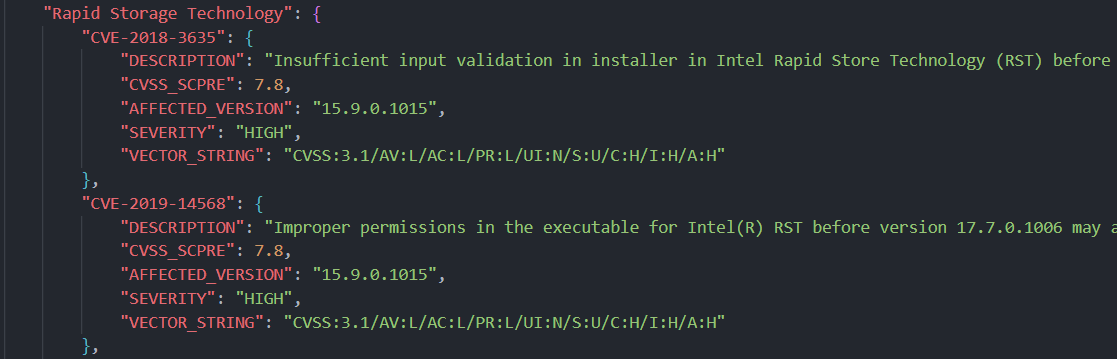 "Rapid Storage Technology": {
"CVE-2018-3635": {
"DESCRIPTION": "Insufficient input validation in installer in Intel Rapid Store Technology (RST) before
"CVSS_SCPRE": 7.8,
"AFFECTED_VERSION": "15.9.0.1015",
"SEVERITY": "HIGH",
"VECTOR_STRING": "CVSS:3.1/AV:L/AC:L/PR:L/UI:N/S:U/C:H/I:H/A:H"
},
"CVE-2019-14568": {
"DESCRIPTION": "Improper permissions in the executable for Intel(R) RST before version 17.7.0.1006 may a
"CVSS_SCPRE": 7.8,
"AFFECTED_VERSION": "15.9.0.1015",
"SEVERITY": "HIGH",
"VECTOR_STRING": "CVSS:3.1/AV:L/AC:L/PR:L/UI:N/S:U/C:H/I:H/A:H"
},